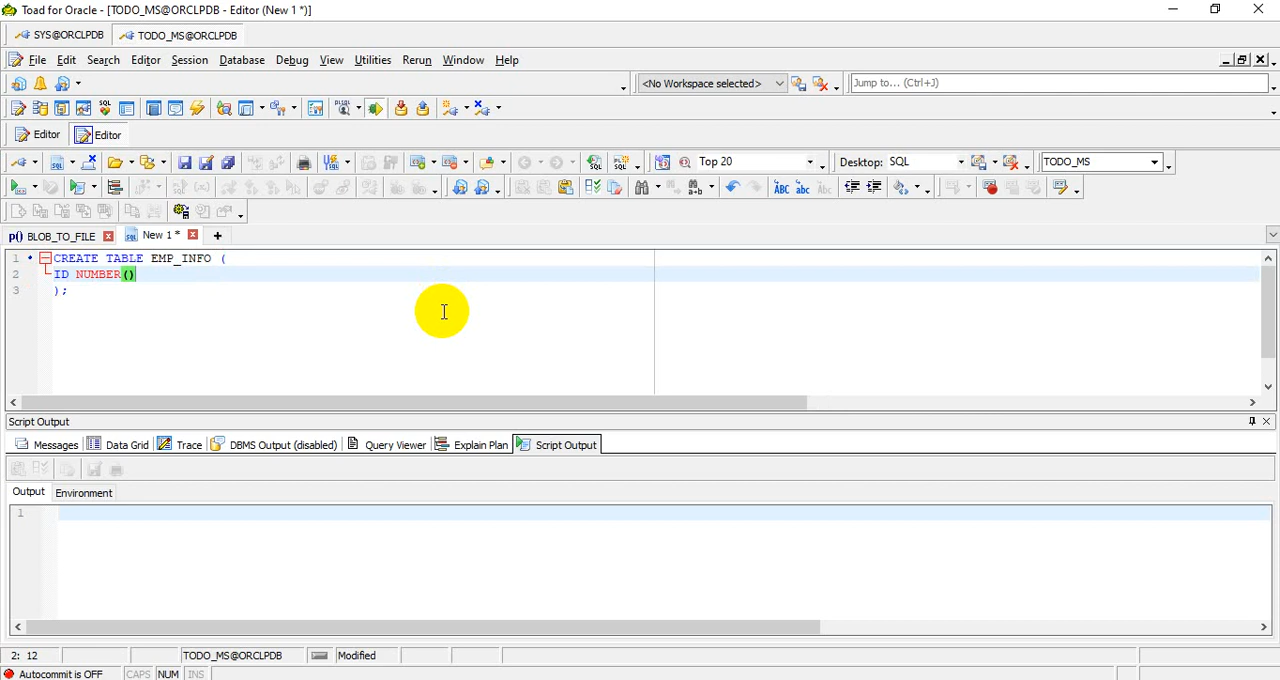 Toad for Oracle - [TODO_MS@ORCLPDB - Editor (New 1 *)]
SYS@ORCLPDB TODO_MS@ORCLPDB
File Edit Search Editor Session Database Debug View Utilities Rerun Window Help
<No Workspace selected> Jump to... (Ctrl+J)
Editor Editor
Top 20 Desktop: SQL TODO_MS
BLOB_TO_FILE New 1 * +
1 CREATE TABLE EMP_INFO (
2 ID NUMBER()
3 );
Script Output
Messages Data Grid Trace DBMS Output (disabled) Query Viewer Explain Plan Script Output
Output Environment
1
2: 12 TODO_MS@ORCLPDB Modified
Autocommit is OFF CAPS NUM INS